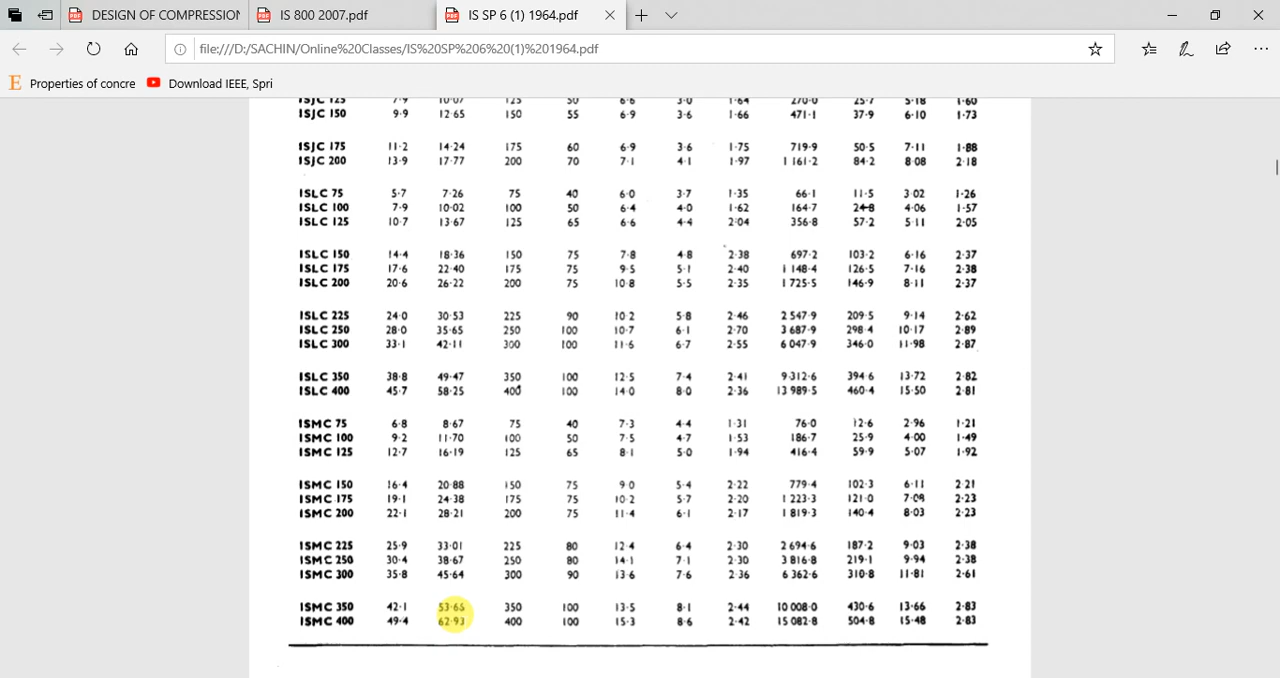 DESIGN OF COMPRESSION
IS 800 2007.pdf
IS SP 6 (1) 1964.pdf
file:///D:/SACHIN/Online%20Classes/IS%20SP%206%20(1)%201964.pdf
Properties of concre
Download IEEE, Spri
ISJC 125 7·9 10·07 125 50 6·6 3·0 1·64 270·0 25·7 5·18 1·60
ISJC 150 9·9 12·65 150 55 6·9 3·6 1·66 471·1 37·9 6·10 1·73
ISJC 175 11·2 14·24 175 60 6·9 3·6 1·75 719·9 50·5 7·11 1·88
ISJC 200 13·9 17·77 200 70 7·1 4·1 1·97 1 161·2 84·2 8·08 2·18
ISLC 75 5·7 7·26 75 40 6·0 3·7 1·35 66·1 11·5 3·02 1·26
ISLC 100 7·9 10·02 100 50 6·4 4·0 1·62 164·7 24·8 4·06 1·57
ISLC 125 10·7 13·67 125 65 6·6 4·4 2·04 356·8 57·2 5·11 2·05
ISLC 150 14·4 18·36 150 75 7·8 4·8 2·38 697·2 103·2 6·16 2·37
ISLC 175 17·6 22·40 175 75 9·5 5·1 2·40 1 148·4 126·5 7·16 2·38
ISLC 200 20·6 26·22 200 75 10·8 5·5 2·35 1 725·5 146·9 8·11 2·37
ISLC 225 24·0 30·53 225 90 10·2 5·8 2·46 2 547·9 209·5 9·14 2·62
ISLC 250 28·0 35·65 250 100 10·7 6·1 2·70 3 687·9 298·4 10·17 2·89
ISLC 300 33·1 42·11 300 100 11·6 6·7 2·55 6 047·9 346·0 11·98 2·87
ISLC 350 38·8 49·47 350 100 12·5 7·4 2·41 9·312·6 394·6 13·72 2·82
ISLC 400 45·7 58·25 400 100 14·0 8·0 2·36 13 989·5 460·4 15·50 2·81
ISMC 75 6·8 8·67 75 40 7·3 4·4 1·31 76·0 12·6 2·96 1·21
ISMC 100 9·2 11·70 100 50 7·5 4·7 1·53 186·7 25·9 4·00 1·49
ISMC 125 12·7 16·19 125 65 8·1 5·0 1·94 416·4 59·9 5·07 1·92
ISMC 150 16·4 20·88 150 75 9·0 5·4 2·22 779·4 102·3 6·11 2·21
ISMC 175 19·1 24·38 175 75 10·2 5·7 2·20 1 223·3 121·0 7·08 2·23
ISMC 200 22·1 28·21 200 75 11·4 6·1 2·17 1 819·3 140·4 8·03 2·23
ISMC 225 25·9 33·01 225 80 12·4 6·4 2·30 2 694·6 187·2 9·03 2·38
ISMC 250 30·4 38·67 250 80 14·1 7·1 2·30 3 816·8 219·1 9·94 2·38
ISMC 300 35·8 45·64 300 90 13·6 7·6 2·36 6 362·6 310·8 11·81 2·61
ISMC 350 42·1 53·65 350 100 13·5 8·1 2·44 10 008·0 430·6 13·66 2·83
ISMC 400 49·4 62·93 400 100 15·3 8·6 2·42 15 082·8 504·8 15·48 2·83